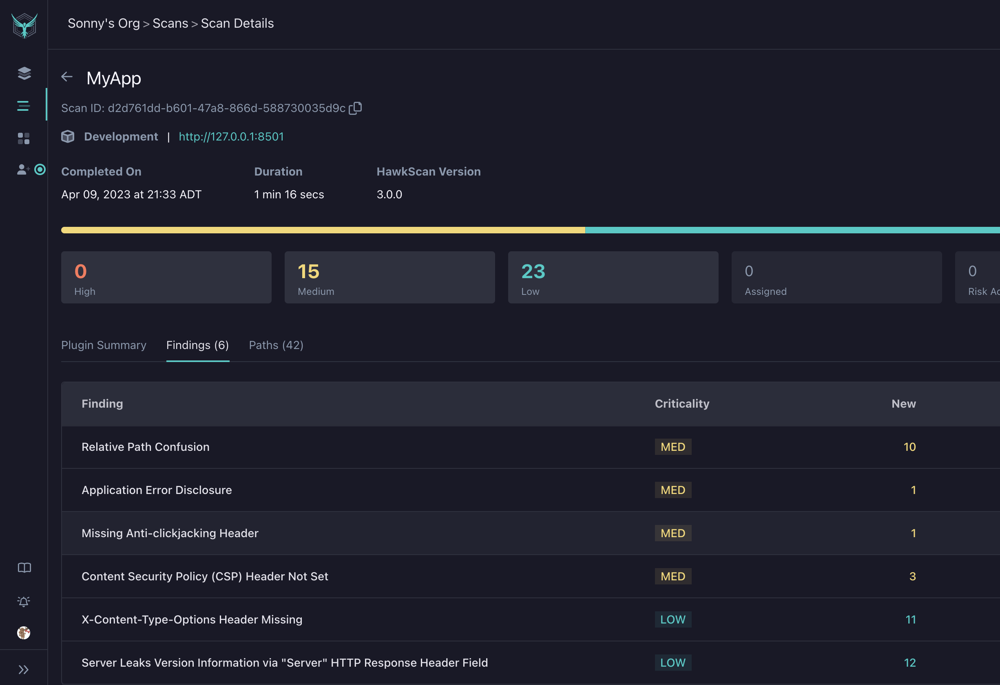 Sonny's Org > Scans > Scan Details
MyApp
Scan ID: d2d761dd-b601-47a8-866d-588730035d9c
Development | http://127.0.0.1:8501
Completed On Duration HawkScan Version
Apr 09, 2023 at 21:33 ADT 1 min 16 secs 3.0.0
0 15 23 0 0
High Medium Low Assigned Risk
Plugin Summary Findings (6) Paths (42)
Finding Criticality New
Relative Path Confusion MED 10
Application Error Disclosure MED 1
Missing Anti-clickjacking Header MED 1
Content Security Policy (CSP) Header Not Set MED 3
X-Content-Type-Options Header Missing LOW 11
Server Leaks Version Information via "Server" HTTP Response Header Field LOW 12